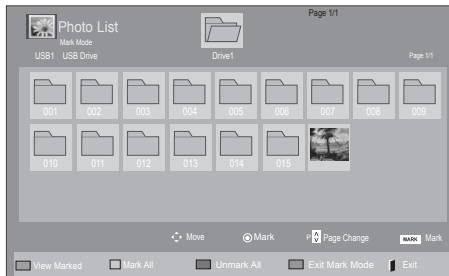 Page 1/1
Photo List
Mark Mode
USB1 USB Drive Drive1 Page 1/1
001 002 003 004 005 006 007 008 009
010 011 012 013 014 015
Move Mark P Page Change MARK Mark
View Marked Mark All Unmark All Exit Mark Mode Exit